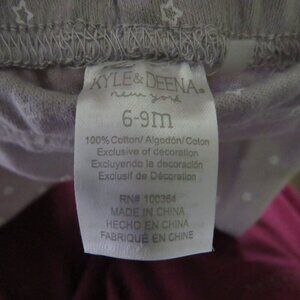 KYLE & DEENA®
new york
6-9m
100% Cotton/ Algodón/ Coton
Exclusive of decoration
Excluyendo la decoración
Exclusif de Décoration
RN# 100364
MADE IN CHINA
HECHO EN CHINA
FABRIQUÉ EN CHINE